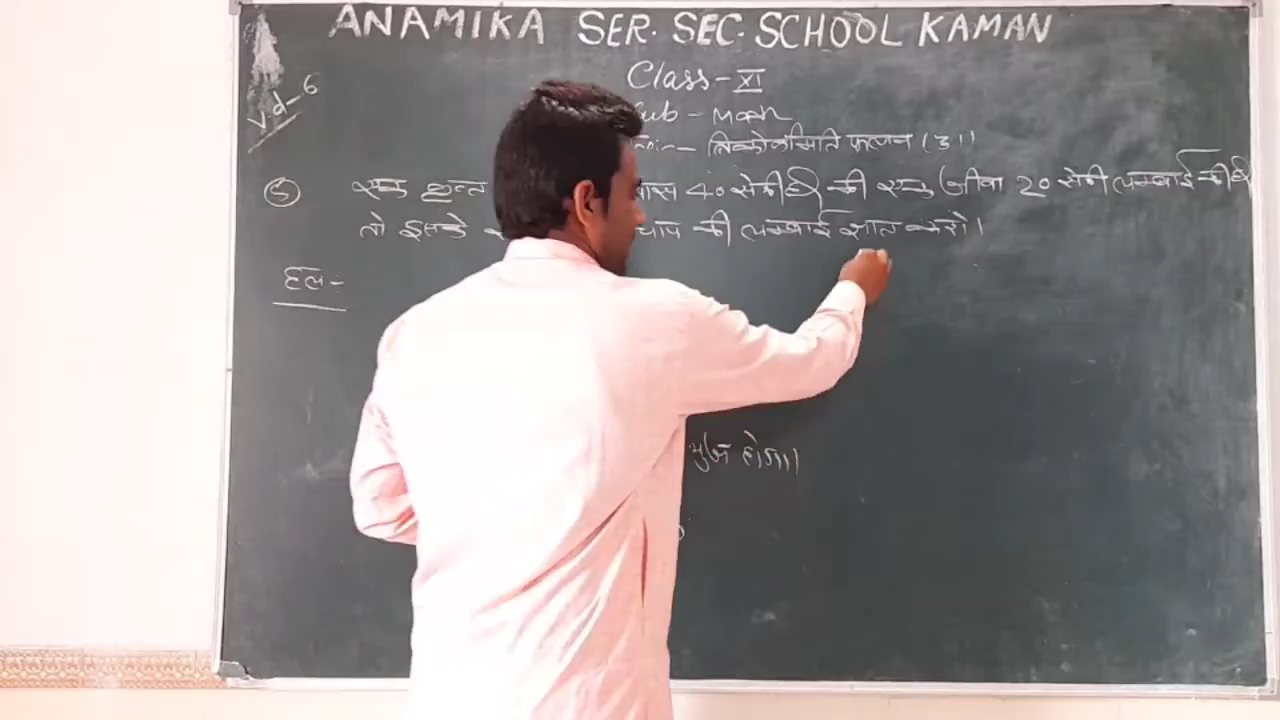 ANAMIKA SER. SEC. SCHOOL KAMAN
V.d-6
Class - XI
Sub - Math
त्रिकोणमिति फलन (3)
⑤ एक वृत्त 40 सेमी है की एक जीवा 20 सेमी लम्बाई की है
तो इसके चाप की लम्बाई ज्ञात करो।
हल:-
होगा।